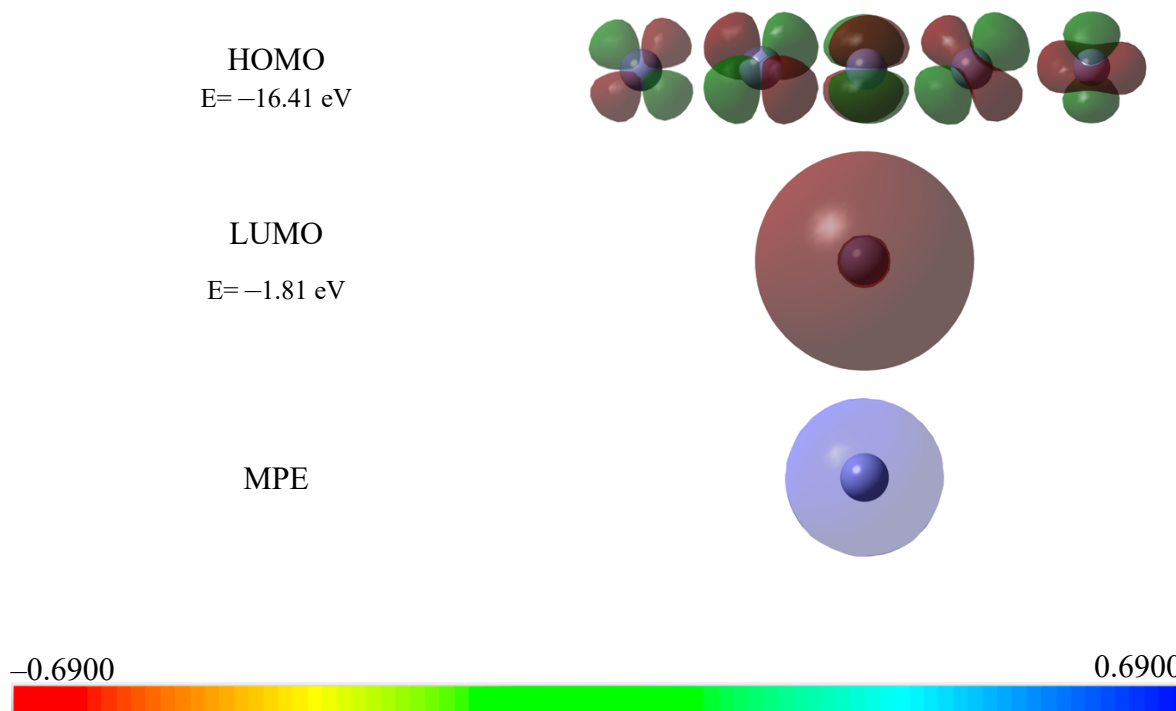 HOMO
E= –16.41 eV
LUMO
E= –1.81 eV
MPE
–0.6900
0.6900